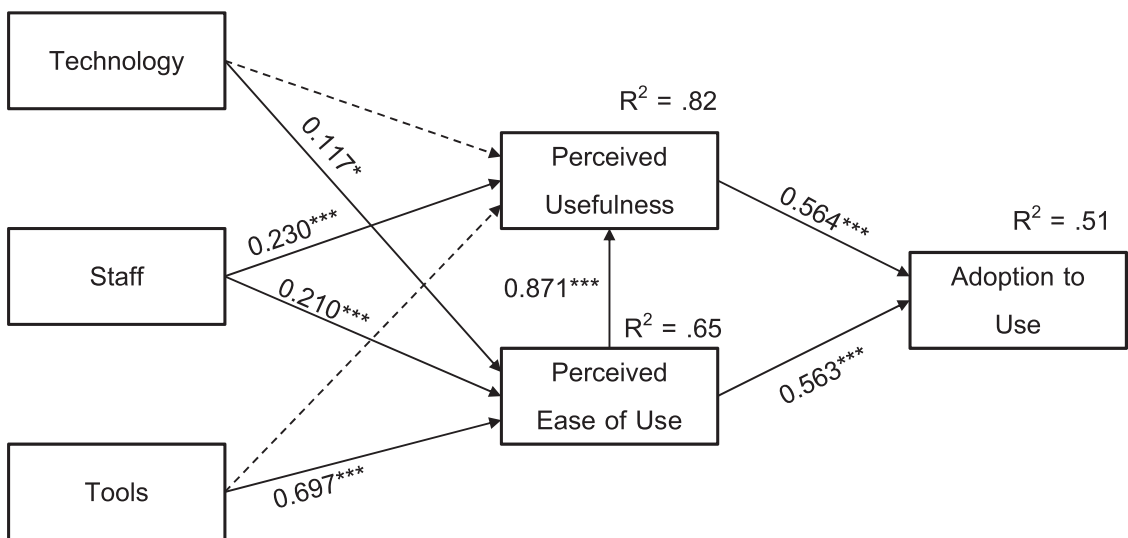 Technology
R² = .82
0.117*
Perceived
Usefulness
0.230***
0.564***
R² = .51
Staff
0.210***
0.871***
Adoption to
Use
R² = .65
Perceived
Ease of Use
0.563***
Tools
0.697***